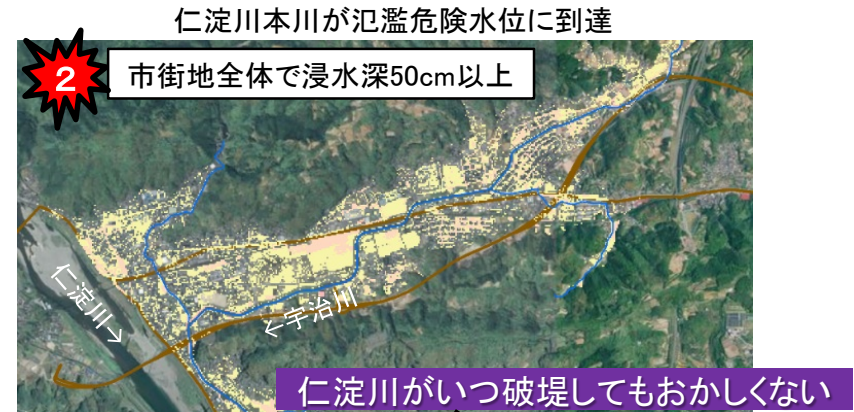 仁淀川本川が氾濫危険水位に到達
2
市街地全体で浸水深50cm以上
仁淀川→
←宇治川
仁淀川がいつ破堤してもおかしくない